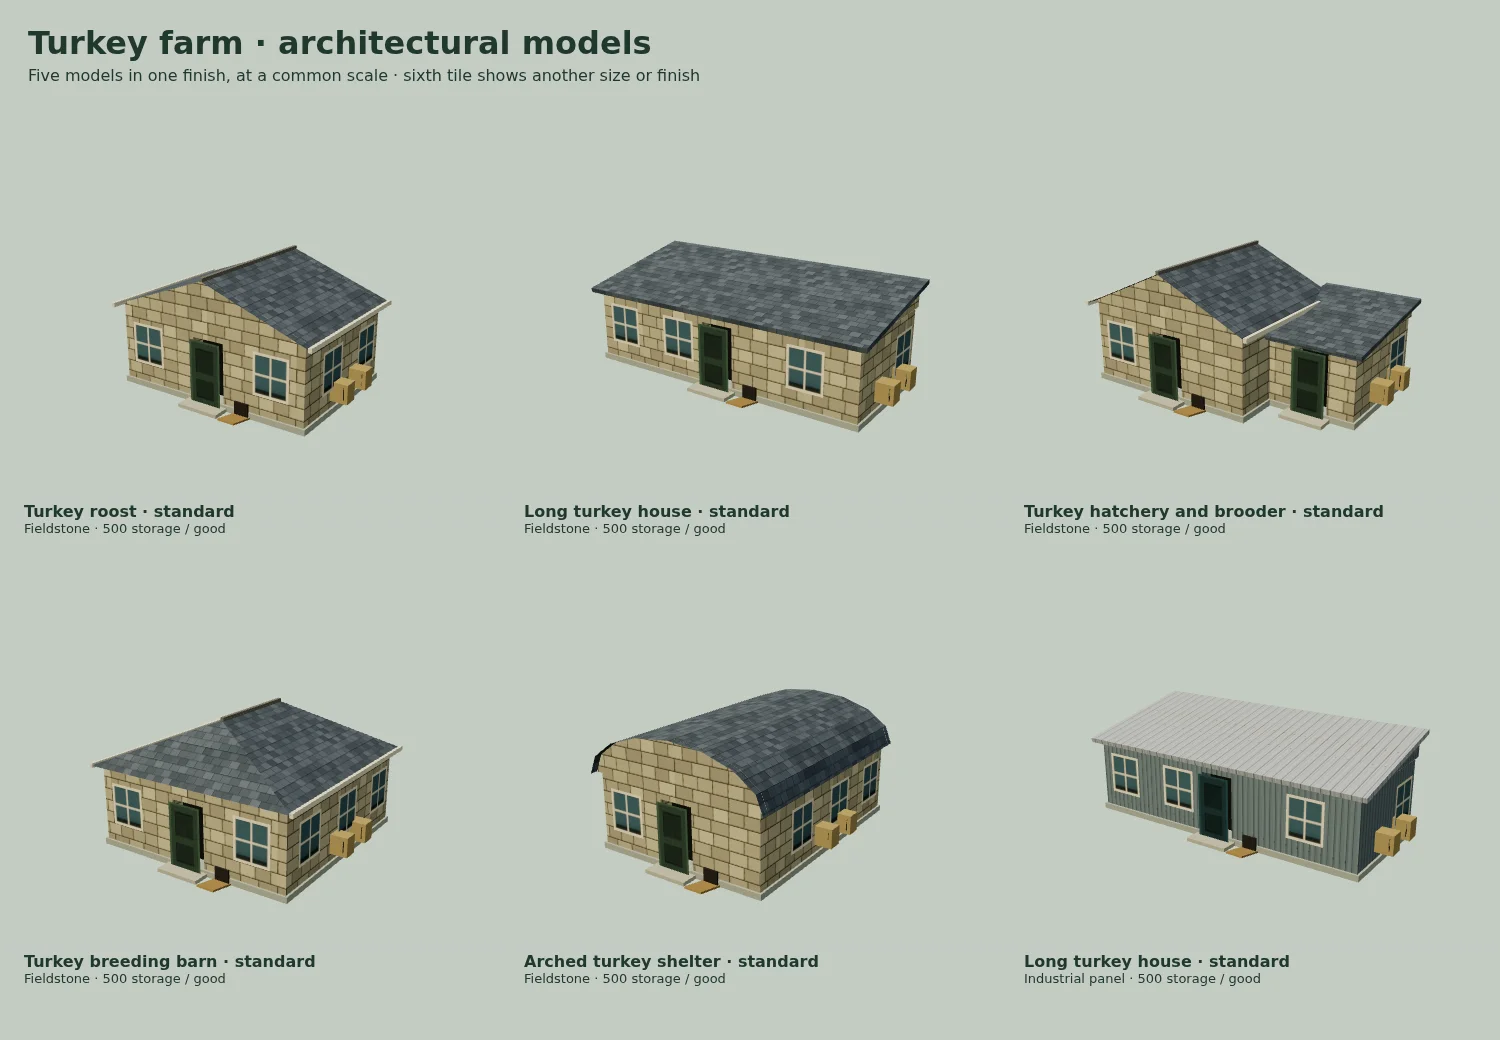 Turkey farm · architectural models
Five models in one finish, at a common scale · sixth tile shows another size or finish
Turkey roost · standard
Fieldstone · 500 storage / good
Long turkey house · standard
Fieldstone · 500 storage / good
Turkey hatchery and brooder · standard
Fieldstone · 500 storage / good
Turkey breeding barn · standard
Fieldstone · 500 storage / good
Arched turkey shelter · standard
Fieldstone · 500 storage / good
Long turkey house · standard
Industrial panel · 500 storage / good